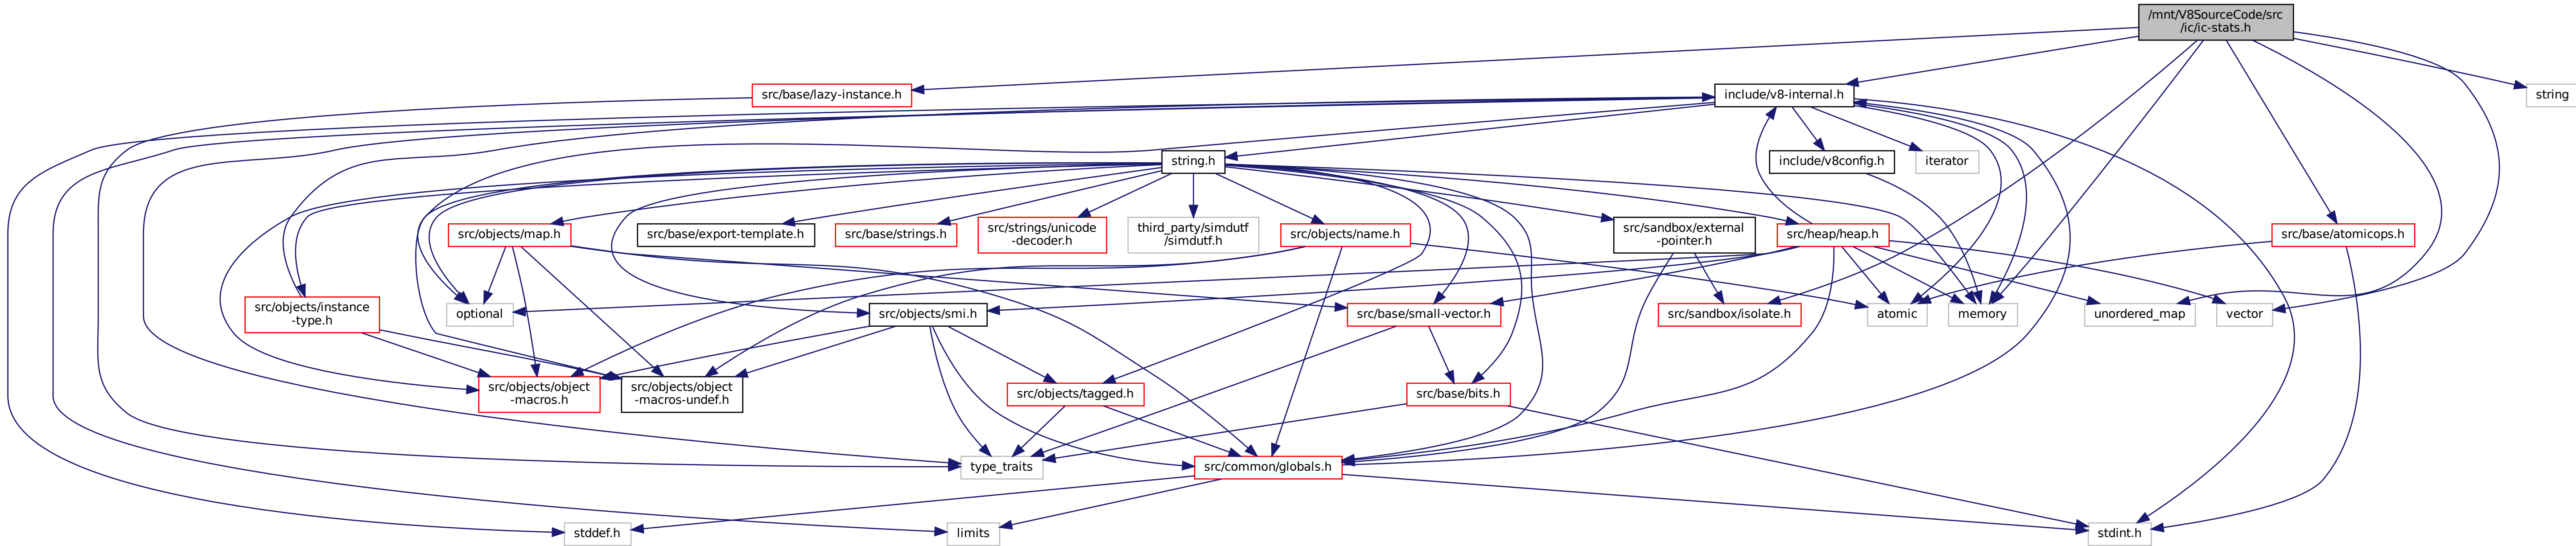 /mnt/V8SourceCode/src
/ic/ic-stats.h
src/base/lazy-instance.h
include/v8-internal.h
string
string.h
include/v8config.h
iterator
src/objects/map.h
src/base/export-template.h
src/base/strings.h
src/strings/unicode
-decoder.h
third_party/simdutf
/simdutf.h
src/objects/name.h
src/sandbox/external
-pointer.h
src/heap/heap.h
src/base/atomicops.h
src/objects/instance
-type.h
optional
src/objects/smi.h
src/base/small-vector.h
src/sandbox/isolate.h
atomic
memory
unordered_map
vector
src/objects/object
-macros.h
src/objects/object
-macros-undef.h
src/objects/tagged.h
src/base/bits.h
type_traits
src/common/globals.h
stddef.h
limits
stdint.h